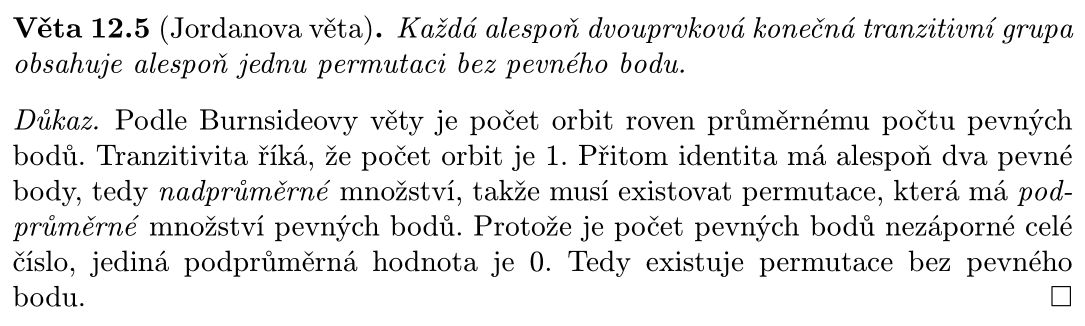 Věta 12.5 (Jordanova věta). Každá alespoň dvouprvková konečná tranzitivní grupa
obsahuje alespoň jednu permutaci bez pevného bodu.
Důkaz. Podle Burnsideovy věty je počet orbit roven průměrnému počtu pevných
bodů. Tranzitivita říká, že počet orbit je 1. Přitom identita má alespoň dva pevné
body, tedy nadprůměrné množství, takže musí existovat permutace, která má pod-
průměrné množství pevných bodů. Protože je počet pevných bodů nezáporné celé
číslo, jediná podprůměrná hodnota je 0. Tedy existuje permutace bez pevného
bodu. □